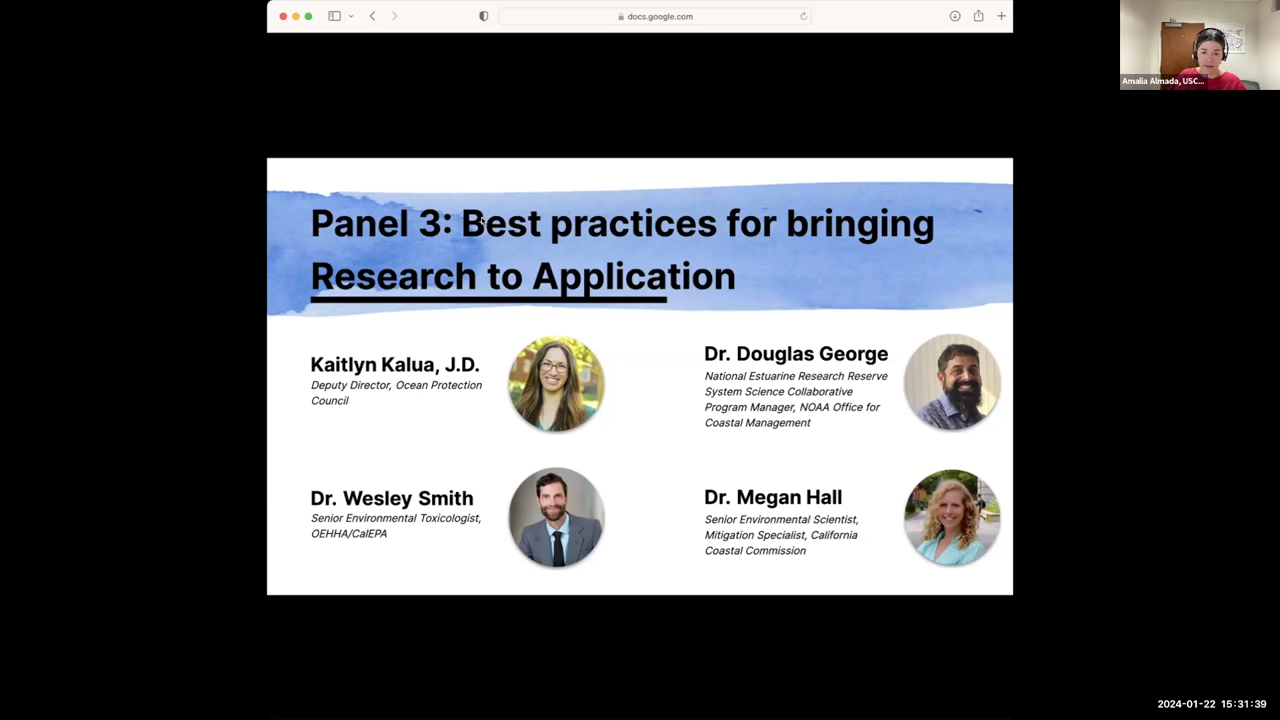 docs.google.com
Amalia Almada, USC...
Panel 3: Best practices for bringing
Research to Application
Kaitlyn Kalua, J.D.
Deputy Director, Ocean Protection
Council
Dr. Douglas George
National Estuarine Research Reserve
System Science Collaborative
Program Manager, NOAA Office for
Coastal Management
Dr. Wesley Smith
Senior Environmental Toxicologist,
OEHHA/CalEPA
Dr. Megan Hall
Senior Environmental Scientist,
Mitigation Specialist, California
Coastal Commission
2024-01-22 15:31:39